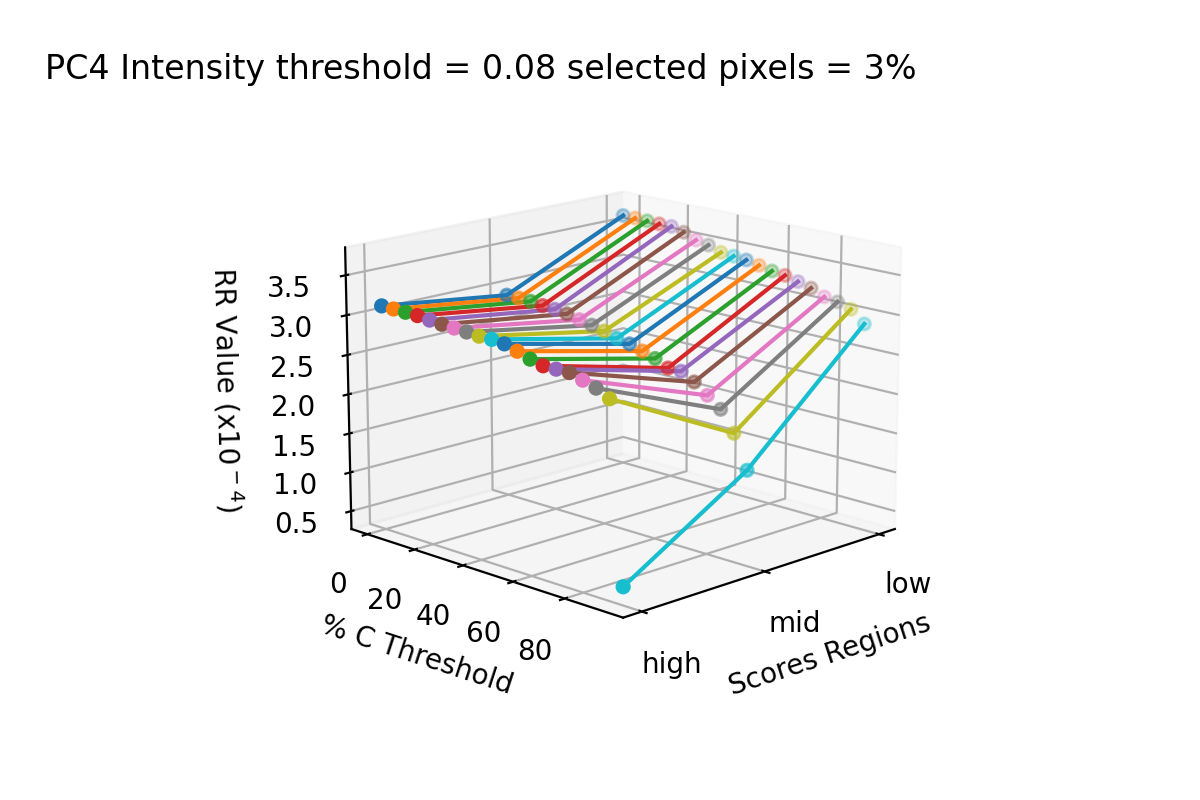 PC4 Intensity threshold = 0.08 selected pixels = 3%
RR Value (x10⁻⁴)
3.5
3.0
2.5
2.0
1.5
1.0
0.5
0
20
40
60
80
% C Threshold
high
mid
low
Scores Regions